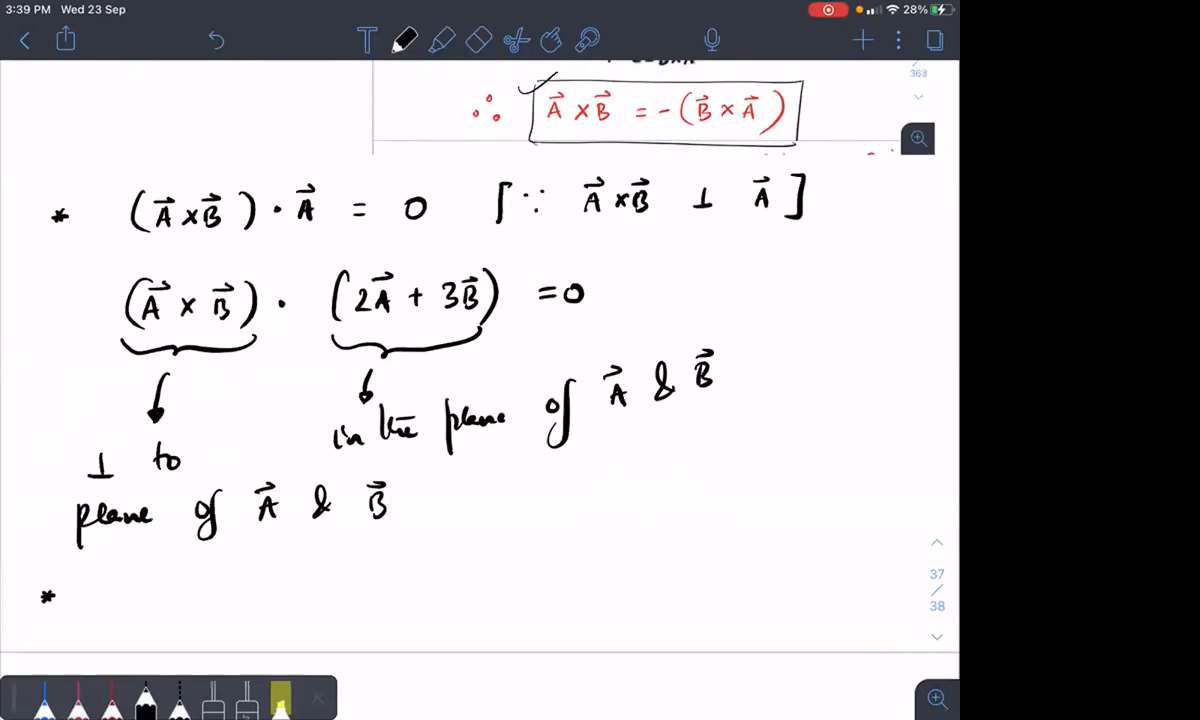 3:39 PM Wed 23 Sep
28%
T
363
∴ A⃗ × B⃗ = - (B⃗ × A⃗)
* (A⃗ × B⃗) · A⃗ = 0 [∵ A⃗ × B⃗ ⊥ A⃗]
(A⃗ × B⃗) · (2A⃗ + 3B⃗) = 0
in the plane of A⃗ & B⃗
⊥ to
plane of A⃗ & B⃗
*
37
/
38